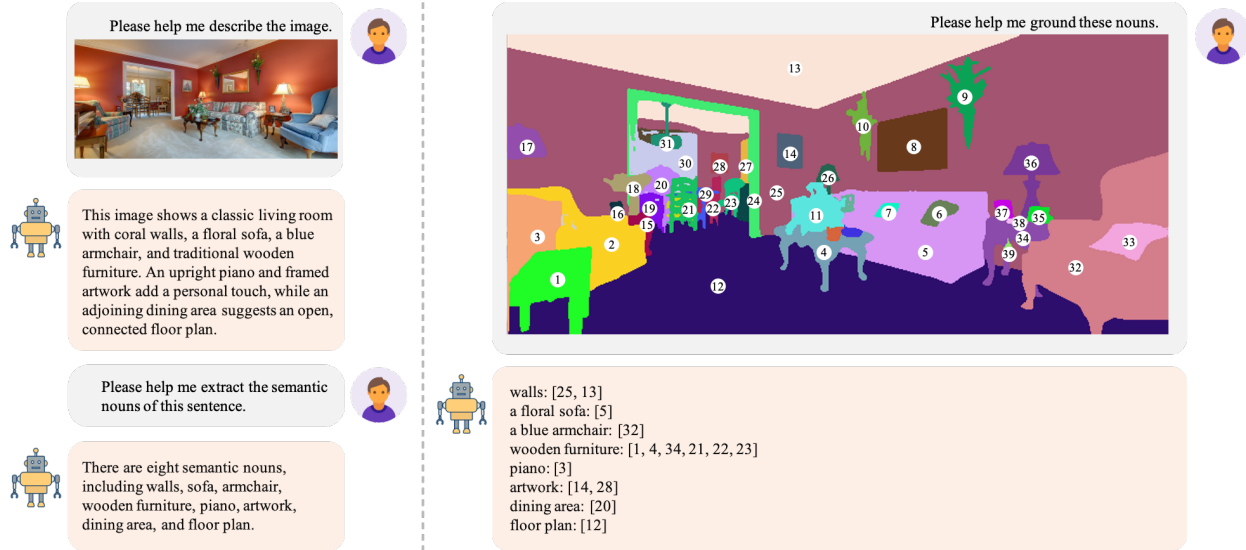 Please help me describe the image.
This image shows a classic living room
with coral walls, a floral sofa, a blue
armchair, and traditional wooden
furniture. An upright piano and framed
artwork add a personal touch, while an
adjoining dining area suggests an open,
connected floor plan.
Please help me extract the semantic
nouns of this sentence.
There are eight semantic nouns,
including walls, sofa, armchair,
wooden furniture, piano, artwork,
dining area, and floor plan.
Please help me ground these nouns.
13
9
10
17
31
8
14
30
28
27
36
26
18
20
29
25
24
16
19
21
22
23
11
7
6
37
35
15
38
3
2
34
33
4
5
39
32
1
12
walls: [25, 13]
a floral sofa: [5]
a blue armchair: [32]
wooden furniture: [1, 4, 34, 21, 22, 23]
piano: [3]
artwork: [14, 28]
dining area: [20]
floor plan: [12]